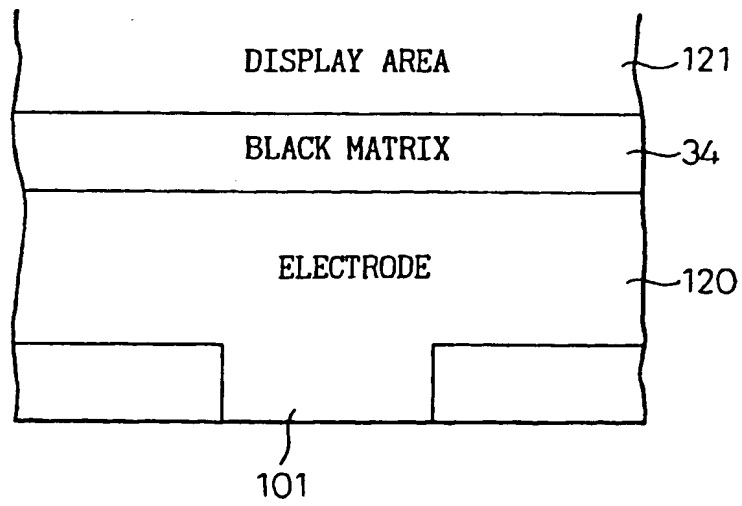 DISPLAY AREA
121
BLACK MATRIX
34
ELECTRODE
120
101